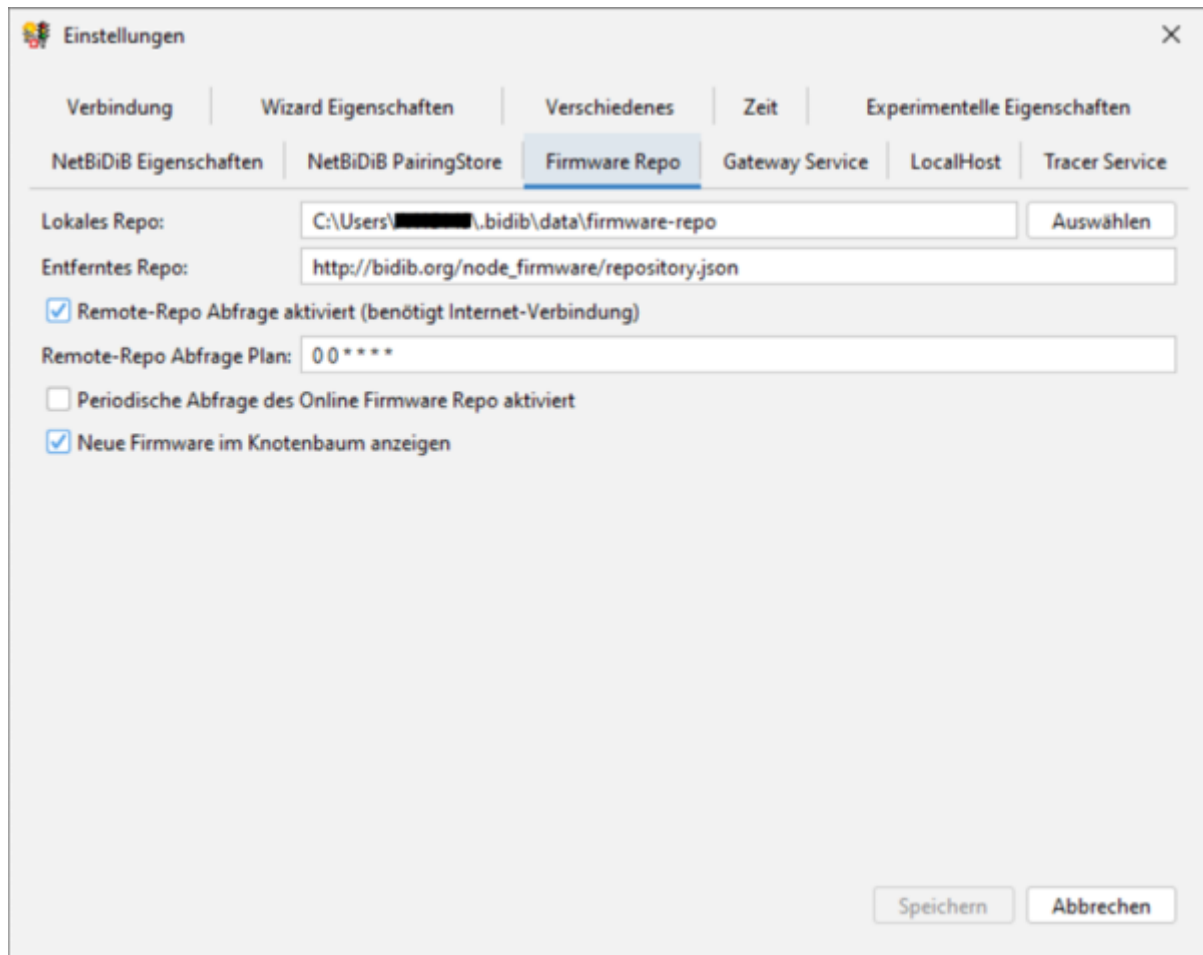 Einstellungen
Verbindung Wizard Eigenschaften Verschiedenes Zeit Experimentelle Eigenschaften
NetBiDiB Eigenschaften NetBiDiB PairingStore Firmware Repo Gateway Service LocalHost Tracer Service
Lokales Repo: C:\Users\ \.bidib\data\firmware-repo Auswählen
Entferntes Repo: http://bidib.org/node_firmware/repository.json
Remote-Repo Abfrage aktiviert (benötigt Internet-Verbindung)
Remote-Repo Abfrage Plan: 0 0 * * * *
Periodische Abfrage des Online Firmware Repo aktiviert
Neue Firmware im Knotenbaum anzeigen
Speichern Abbrechen